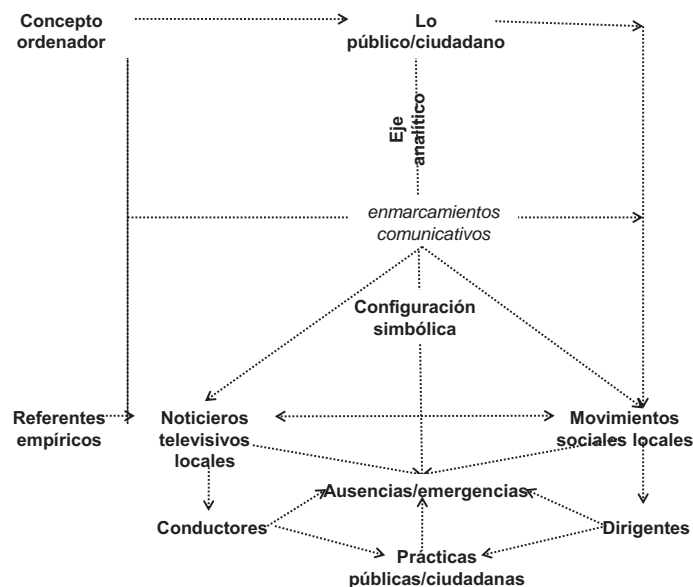 Concepto
ordenador
Lo
público/ciudadano
Eje
analítico
enmarcamientos
comunicativos
Configuración
simbólica
Referentes
empíricos
Noticieros
televisivos
locales
Movimientos
sociales locales
Ausencias/emergencias
Conductores
Dirigentes
Prácticas
públicas/ciudadanas